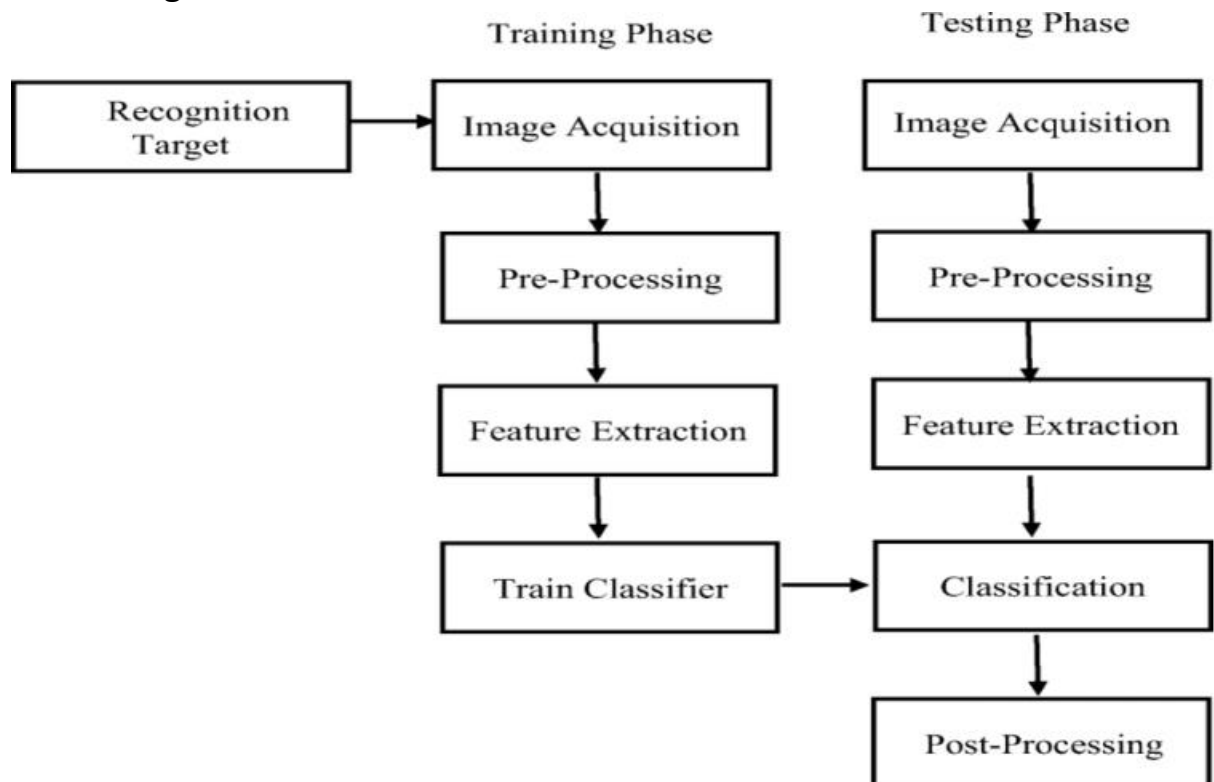 Training Phase
Testing Phase
Recognition
Target
Image Acquisition
Pre-Processing
Feature Extraction
Train Classifier
Image Acquisition
Pre-Processing
Feature Extraction
Classification
Post-Processing